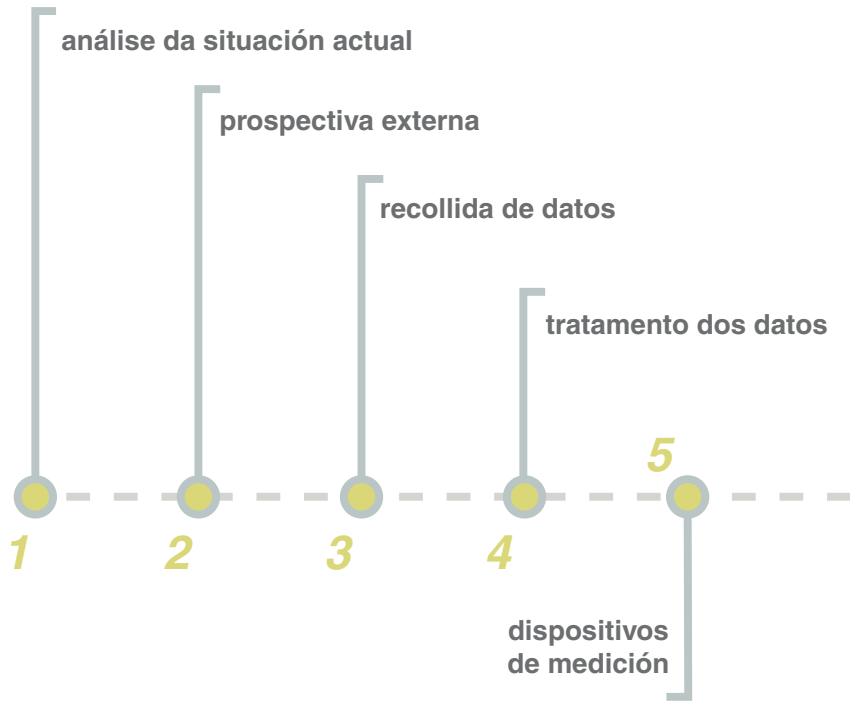 análise da situación actual
prospectiva externa
recollida de datos
tratamento dos datos
5
1
2
3
4
dispositivos
de medición